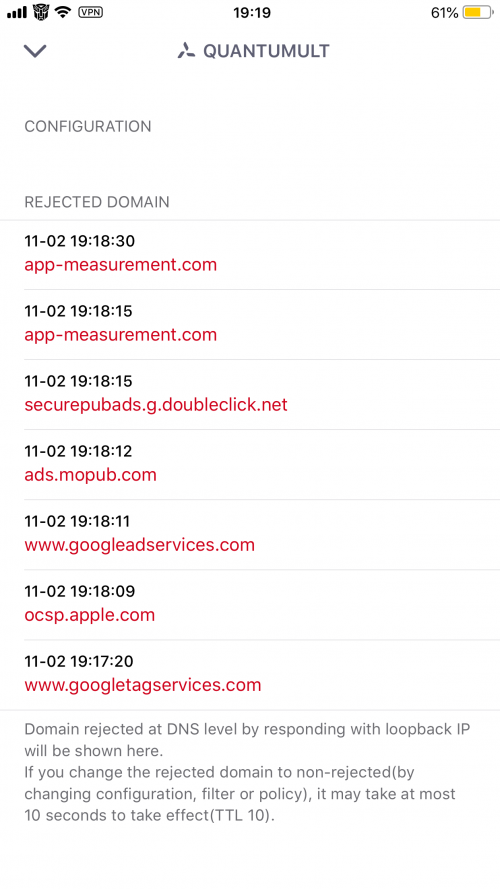 VPN 19:19 61%
QUANTUMULT
CONFIGURATION
REJECTED DOMAIN
11-02 19:18:30
app-measurement.com
11-02 19:18:15
app-measurement.com
11-02 19:18:15
securepubads.g.doubleclick.net
11-02 19:18:12
ads.mopub.com
11-02 19:18:11
www.googleadservices.com
11-02 19:18:09
ocsp.apple.com
11-02 19:17:20
www.googletagservices.com
Domain rejected at DNS level by responding with loopback IP
will be shown here.
If you change the rejected domain to non-rejected(by
changing configuration, filter or policy), it may take at most
10 seconds to take effect(TTL 10).